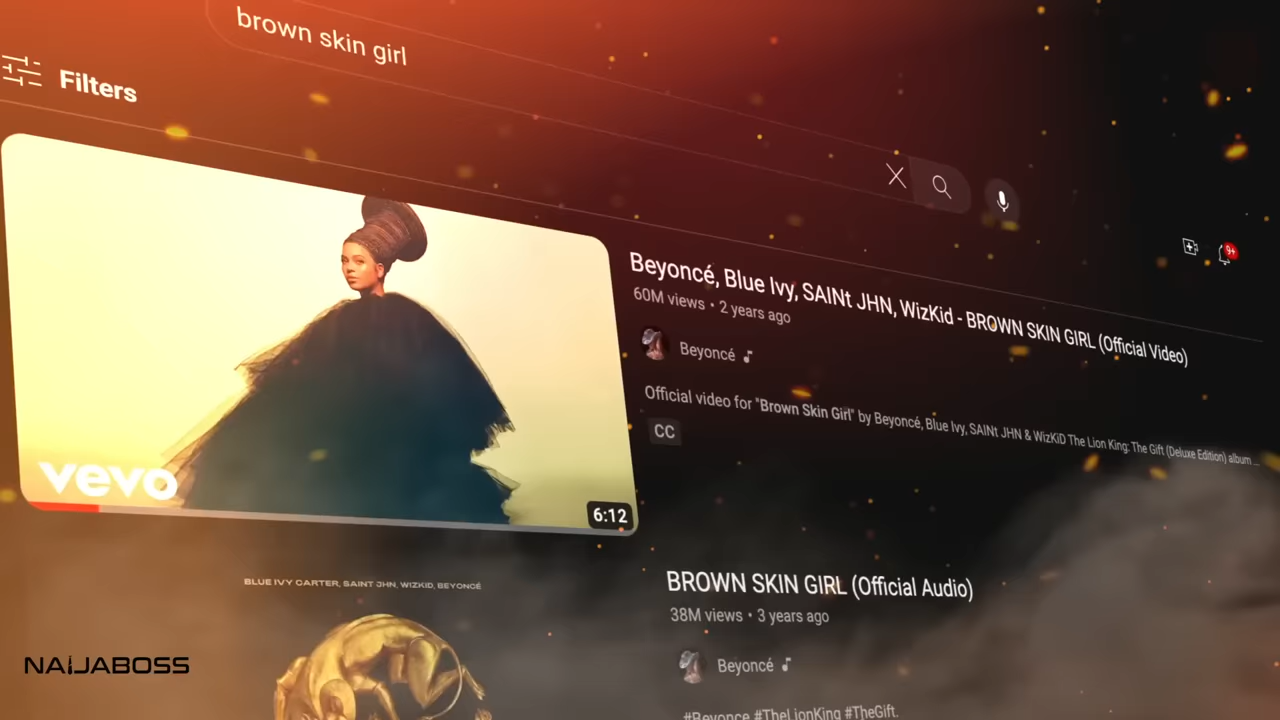 brown skin girl
Filters
Beyoncé, Blue Ivy, SAINt JHN, WizKid - BROWN SKIN GIRL (Official Video)
60M views • 2 years ago
9+
Beyoncé
Official video for "Brown Skin Girl" by Beyoncé, Blue Ivy, SAINt JHN & WizKiD The Lion King: The Gift (Deluxe Edition) album ...
CC
vevo
6:12
BLUE IVY CARTER, SAINT JHN, WIZKID, BEYONCÉ
BROWN SKIN GIRL (Official Audio)
38M views • 3 years ago
Beyoncé
NAIJABOSS
#Beyonce #TheLionKing #TheGift.